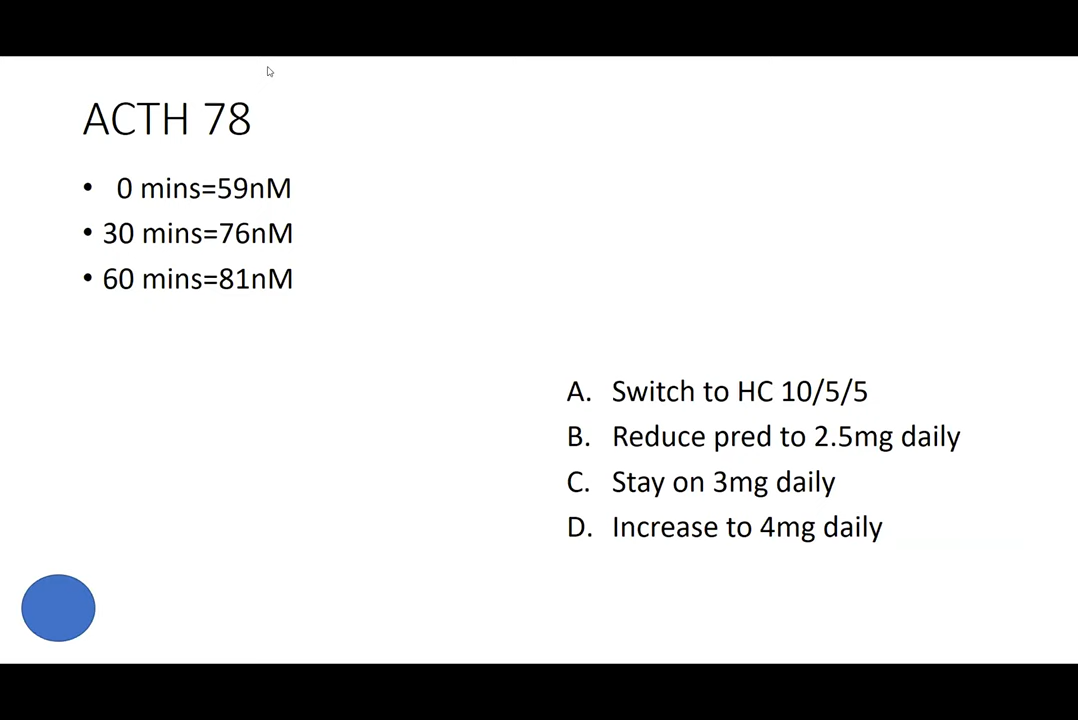 ACTH 78
• 0 mins=59nM
• 30 mins=76nM
• 60 mins=81nM
A. Switch to HC 10/5/5
B. Reduce pred to 2.5mg daily
C. Stay on 3mg daily
D. Increase to 4mg daily